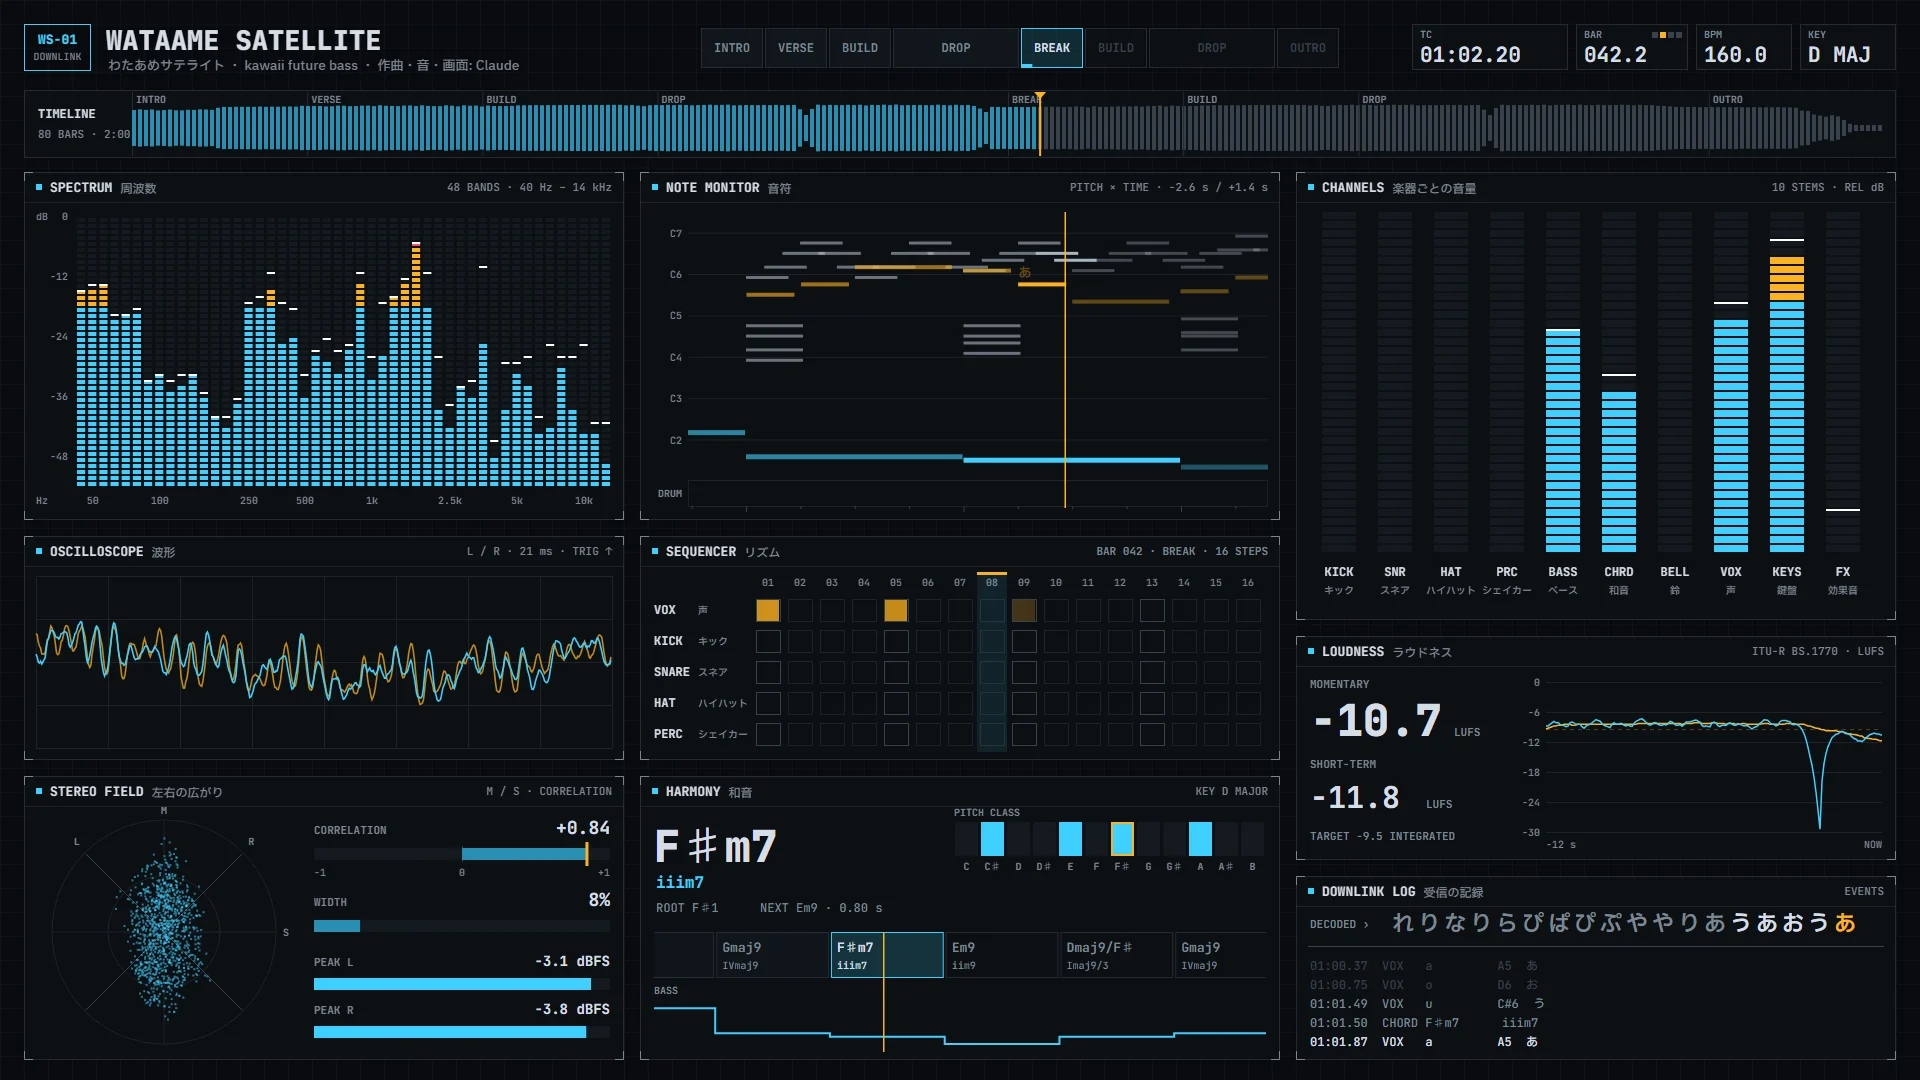 WS-01
DOWNLINK
WATAAME SATELLITE
わたあめサテライト · kawaii future bass · 作曲・音・画面: Claude
INTRO VERSE BUILD DROP BREAK BUILD DROP OUTRO
TC
01:02.20
BAR
042.2
BPM
160.0
KEY
D MAJ
TIMELINE
80 BARS · 2:00
INTRO VERSE BUILD DROP BREAK BUILD DROP OUTRO
SPECTRUM 周波数
48 BANDS · 40 Hz – 14 kHz
dB 0
-12
-24
-36
-48
Hz 50 100 250 500 1k 2.5k 5k 10k
NOTE MONITOR 音符
PITCH × TIME · -2.6 s / +1.4 s
C7
C6
あ
C5
C4
C3
C2
DRUM
CHANNELS 楽器ごとの音量
10 STEMS · REL dB
KICK SNR HAT PRC BASS CHRD BELL VOX KEYS FX
キック スネア ハイハット シェイカー ベース 和音 鈴 声 鍵盤 効果音
OSCILLOSCOPE 波形
L / R · 21 ms · TRIG ↑
SEQUENCER リズム
BAR 042 · BREAK · 16 STEPS
01 02 03 04 05 06 07 08 09 10 11 12 13 14 15 16
VOX 声
KICK キック
SNARE スネア
HAT ハイハット
PERC シェイカー
LOUDNESS ラウドネス
ITU-R BS.1770 · LUFS
MOMENTARY
-10.7 LUFS
SHORT-TERM
-11.8 LUFS
TARGET -9.5 INTEGRATED
0
-6
-12
-18
-24
-30
-12 s NOW
STEREO FIELD 左右の広がり
M / S · CORRELATION
M
L
R
S
CORRELATION +0.84
-1 0 +1
WIDTH 8%
PEAK L -3.1 dBFS
PEAK R -3.8 dBFS
HARMONY 和音
KEY D MAJOR
F♯m7
iiim7
ROOT F♯1 NEXT Em9 · 0.80 s
PITCH CLASS
C C♯ D D♯ E F F♯ G G♯ A A♯ B
Gmaj9 F♯m7 Em9 Dmaj9/F♯ Gmaj9
IVmaj9 iiim7 iim9 Imaj9/3 IVmaj9
BASS
DOWNLINK LOG 受信の記録
EVENTS
DECODED › れりなりらぴぱぴぷややりあうあおうあ
01:00.37 VOX a A5 あ
01:00.75 VOX o D6 お
01:01.49 VOX u C#6 う
01:01.50 CHORD F♯m7 iiim7
01:01.87 VOX a A5 あ